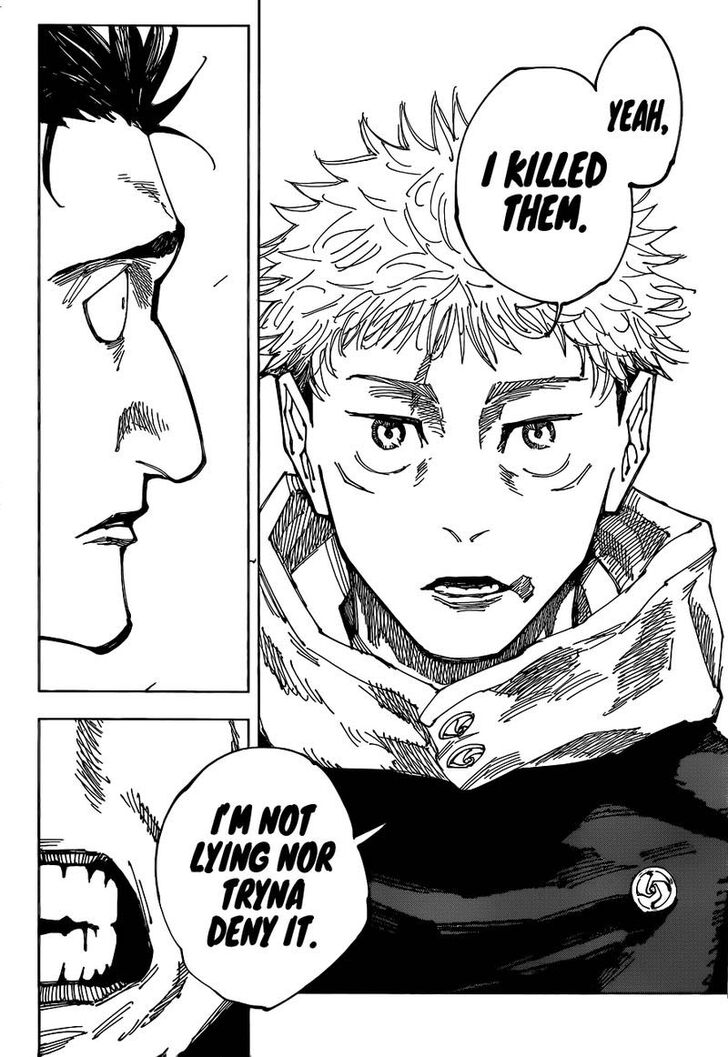 YEAH,
I KILLED
THEM.
I'M NOT
LYING NOR
TRYNA
DENY IT.